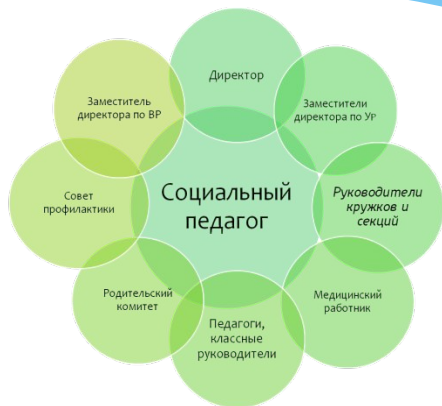 Директор
Заместители
директора по УР
Руководители
кружков и
секций
Медицинский
работник
Педагоги,
классные
руководители
Родительский
комитет
Совет
профилактики
Заместитель
директора по ВР
Социальный
педагог